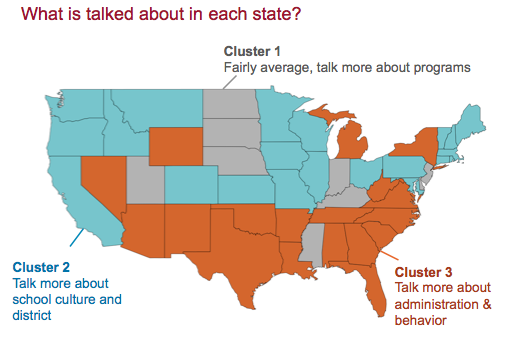 What is talked about in each state?
Cluster 1
Fairly average, talk more about programs
Cluster 2
Talk more about
school culture and
district
Cluster 3
Talk more about
administration &
behavior